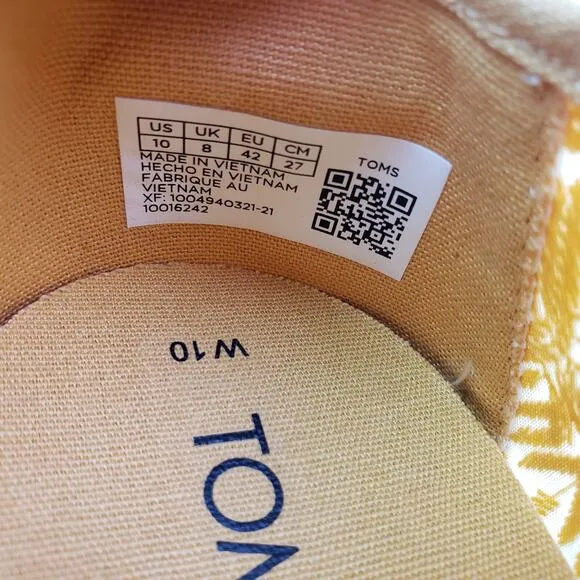 US UK EU CM
10 8 42 27
MADE IN VIETNAM
HECHO EN VIETNAM
FABRIQUE AU
VIETNAM
XF: 1004940321-21
10016242
TOMS
W10
TOM